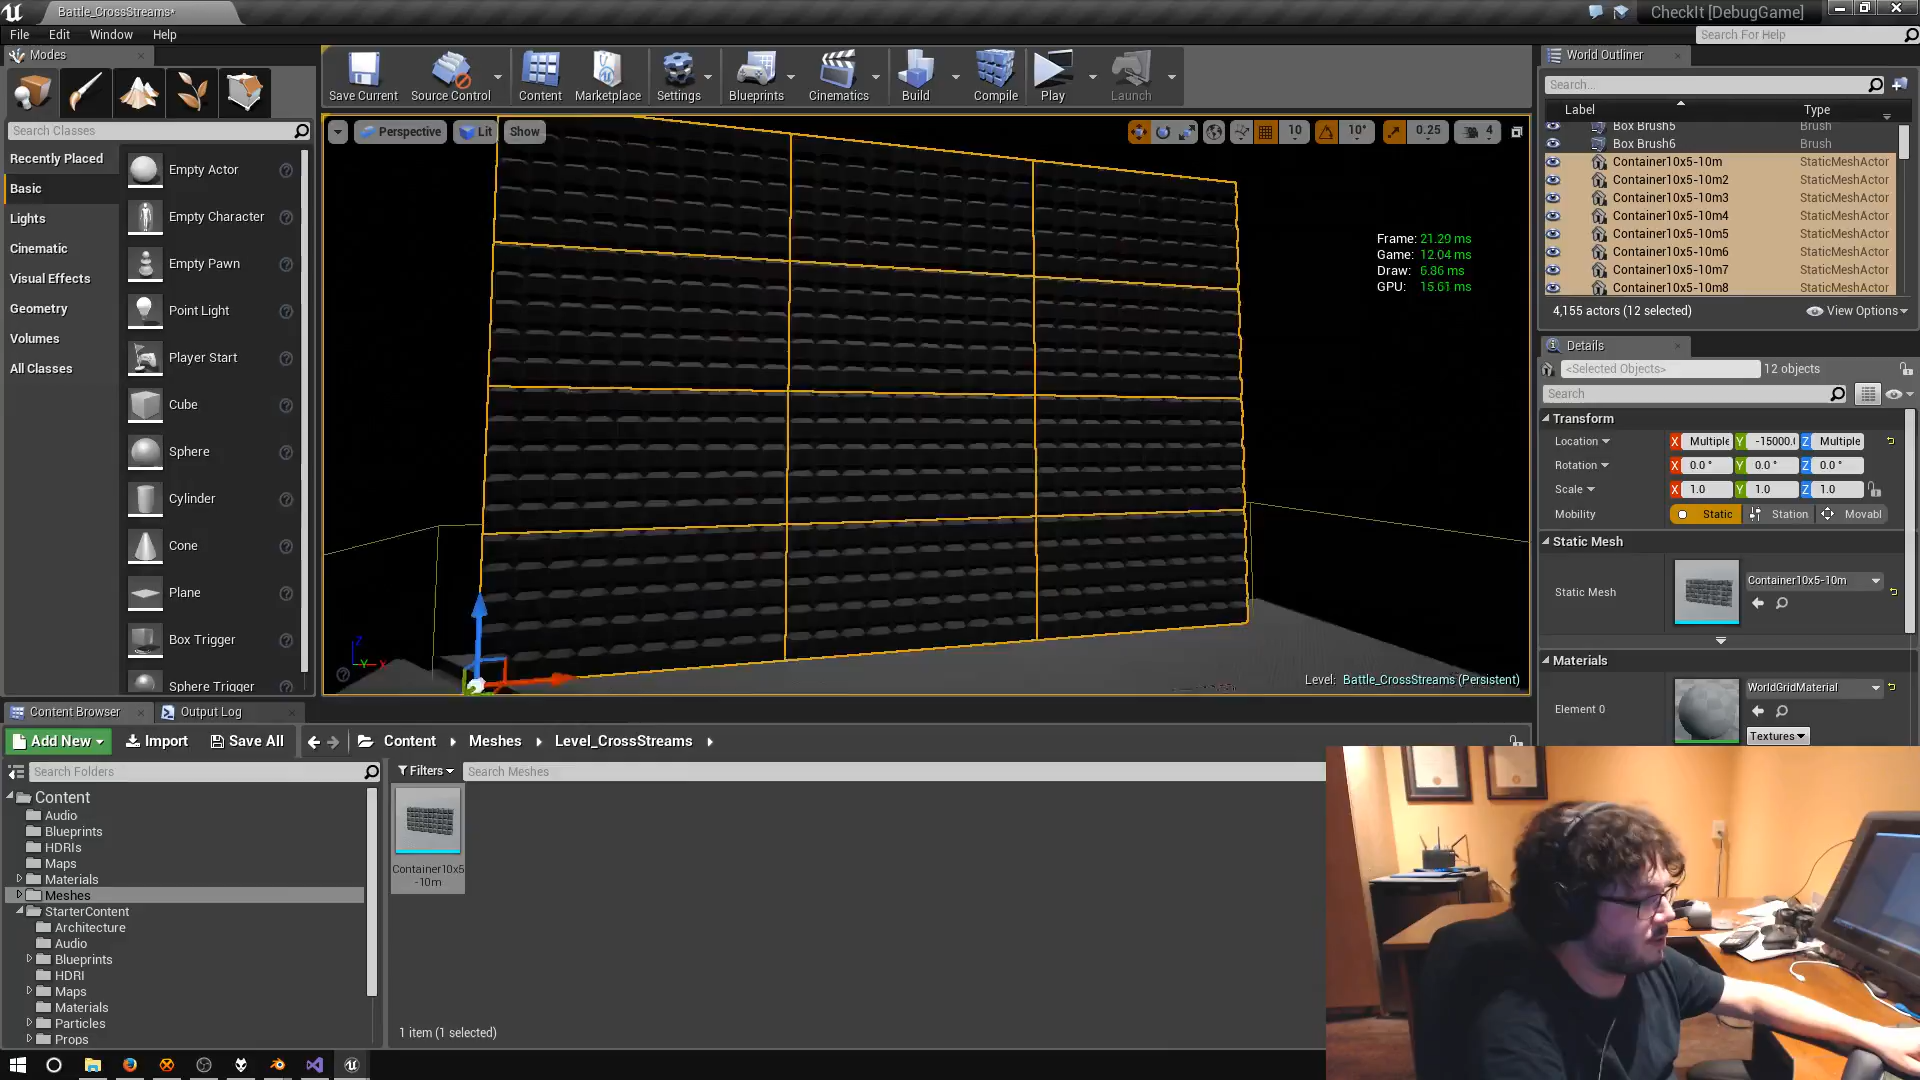 Battle_CrossStreams*
CheckIt [DebugGame]
File Edit Window Help
Search For Help
Modes
Save Current
Source Control
Content
Marketplace
Settings
Blueprints
Cinematics
Build
Compile
Play
Launch
World Outliner
Search...
Label Type
Box Brush5 Brush
Box Brush6 Brush
Container10x5-10m StaticMeshActor
Container10x5-10m2 StaticMeshActor
Container10x5-10m3 StaticMeshActor
Container10x5-10m4 StaticMeshActor
Container10x5-10m5 StaticMeshActor
Container10x5-10m6 StaticMeshActor
Container10x5-10m7 StaticMeshActor
Container10x5-10m8 StaticMeshActor
4,155 actors (12 selected)
View Options
Search Classes
Recently Placed
Basic
Lights
Cinematic
Visual Effects
Geometry
Volumes
All Classes
Empty Actor
Empty Character
Empty Pawn
Point Light
Player Start
Cube
Sphere
Cylinder
Cone
Plane
Box Trigger
Sphere Trigger
Perspective
Lit
Show
10
10°
0.25
4
Frame: 21.29 ms
Game: 12.04 ms
Draw: 6.86 ms
GPU: 15.61 ms
Z
Y
X
Level: Battle_CrossStreams (Persistent)
Details
<Selected Objects>
12 objects
Search
Transform
Location X Multiple Y -15000.( Z Multiple
Rotation X 0.0 ° Y 0.0 ° Z 0.0 °
Scale X 1.0 Y 1.0 Z 1.0
Mobility Static Station Movabl
Static Mesh
Static Mesh
Container10x5-10m
Materials
Element 0
WorldGridMaterial
Textures
Content Browser
Output Log
Add New
Import
Save All
Content Meshes Level_CrossStreams
Search Folders
Filters
Search Meshes
Content
Audio
Blueprints
HDRIs
Maps
Materials
Meshes
StarterContent
Architecture
Audio
Blueprints
HDRI
Maps
Materials
Particles
Props
Container10x5
-10m
1 item (1 selected)